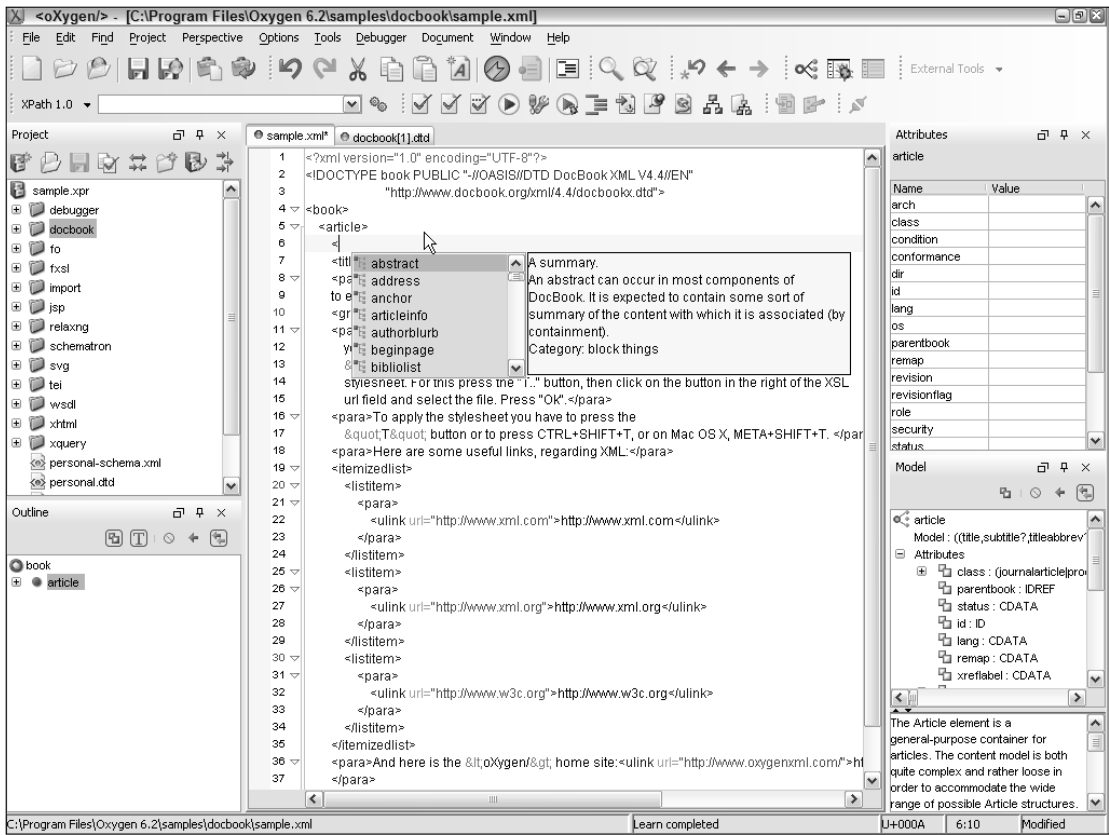 <oXygen/> - [C:\Program Files\Oxygen 6.2\samples\docbook\sample.xml]
File Edit Find Project Perspective Options Tools Debugger Document Window Help
External Tools
XPath 1.0
Project
sample.xpr
debugger
docbook
fo
fxsl
import
jsp
relaxng
schematron
svg
tei
wsdl
xhtml
xquery
personal-schema.xml
personal.dtd
Outline
book
article
sample.xml* docbook[1].dtd
1 <?xml version="1.0" encoding="UTF-8"?>
2 <!DOCTYPE book PUBLIC "-//OASIS//DTD DocBook XML V4.4//EN"
3 "http://www.docbook.org/xml/4.4/docbookx.dtd">
4 <book>
5 <article>
6 <
7 <titl
8 <pa
9 to e
10 <gr
11 <pa
12 y
13 &
14 stylesheet. For this press the "T.." button, then click on the button in the right of the XSL
15 url field and select the file. Press "Ok".</para>
16 <para>To apply the stylesheet you have to press the
17 &quot;T&quot; button or to press CTRL+SHIFT+T, or on Mac OS X, META+SHIFT+T. </par
18 <para>Here are some useful links, regarding XML:</para>
19 <itemizedlist>
20 <listitem>
21 <para>
22 <ulink url="http://www.xml.com">http://www.xml.com</ulink>
23 </para>
24 </listitem>
25 <listitem>
26 <para>
27 <ulink url="http://www.xml.org">http://www.xml.org</ulink>
28 </para>
29 </listitem>
30 <listitem>
31 <para>
32 <ulink url="http://www.w3c.org">http://www.w3c.org</ulink>
33 </para>
34 </listitem>
35 </itemizedlist>
36 <para>And here is the &lt;oXygen/&gt; home site:<ulink url="http://www.oxygenxml.com/">ht
37 </para>
abstract
address
anchor
articleinfo
authorblurb
beginpage
bibliolist
A summary.
An abstract can occur in most components of
DocBook. It is expected to contain some sort of
summary of the content with which it is associated (by
containment).
Category: block things
Attributes
article
Name Value
arch
class
condition
conformance
dir
id
lang
os
parentbook
remap
revision
revisionflag
role
security
status
Model
article
Model : ((title,subtitle?,titleabbrev?
Attributes
class : (journalarticle|pro
parentbook : IDREF
status : CDATA
id : ID
lang : CDATA
remap : CDATA
xreflabel : CDATA
The Article element is a
general-purpose container for
articles. The content model is both
quite complex and rather loose in
order to accommodate the wide
range of possible Article structures.
C:\Program Files\Oxygen 6.2\samples\docbook\sample.xml Learn completed U+000A 6:10 Modified